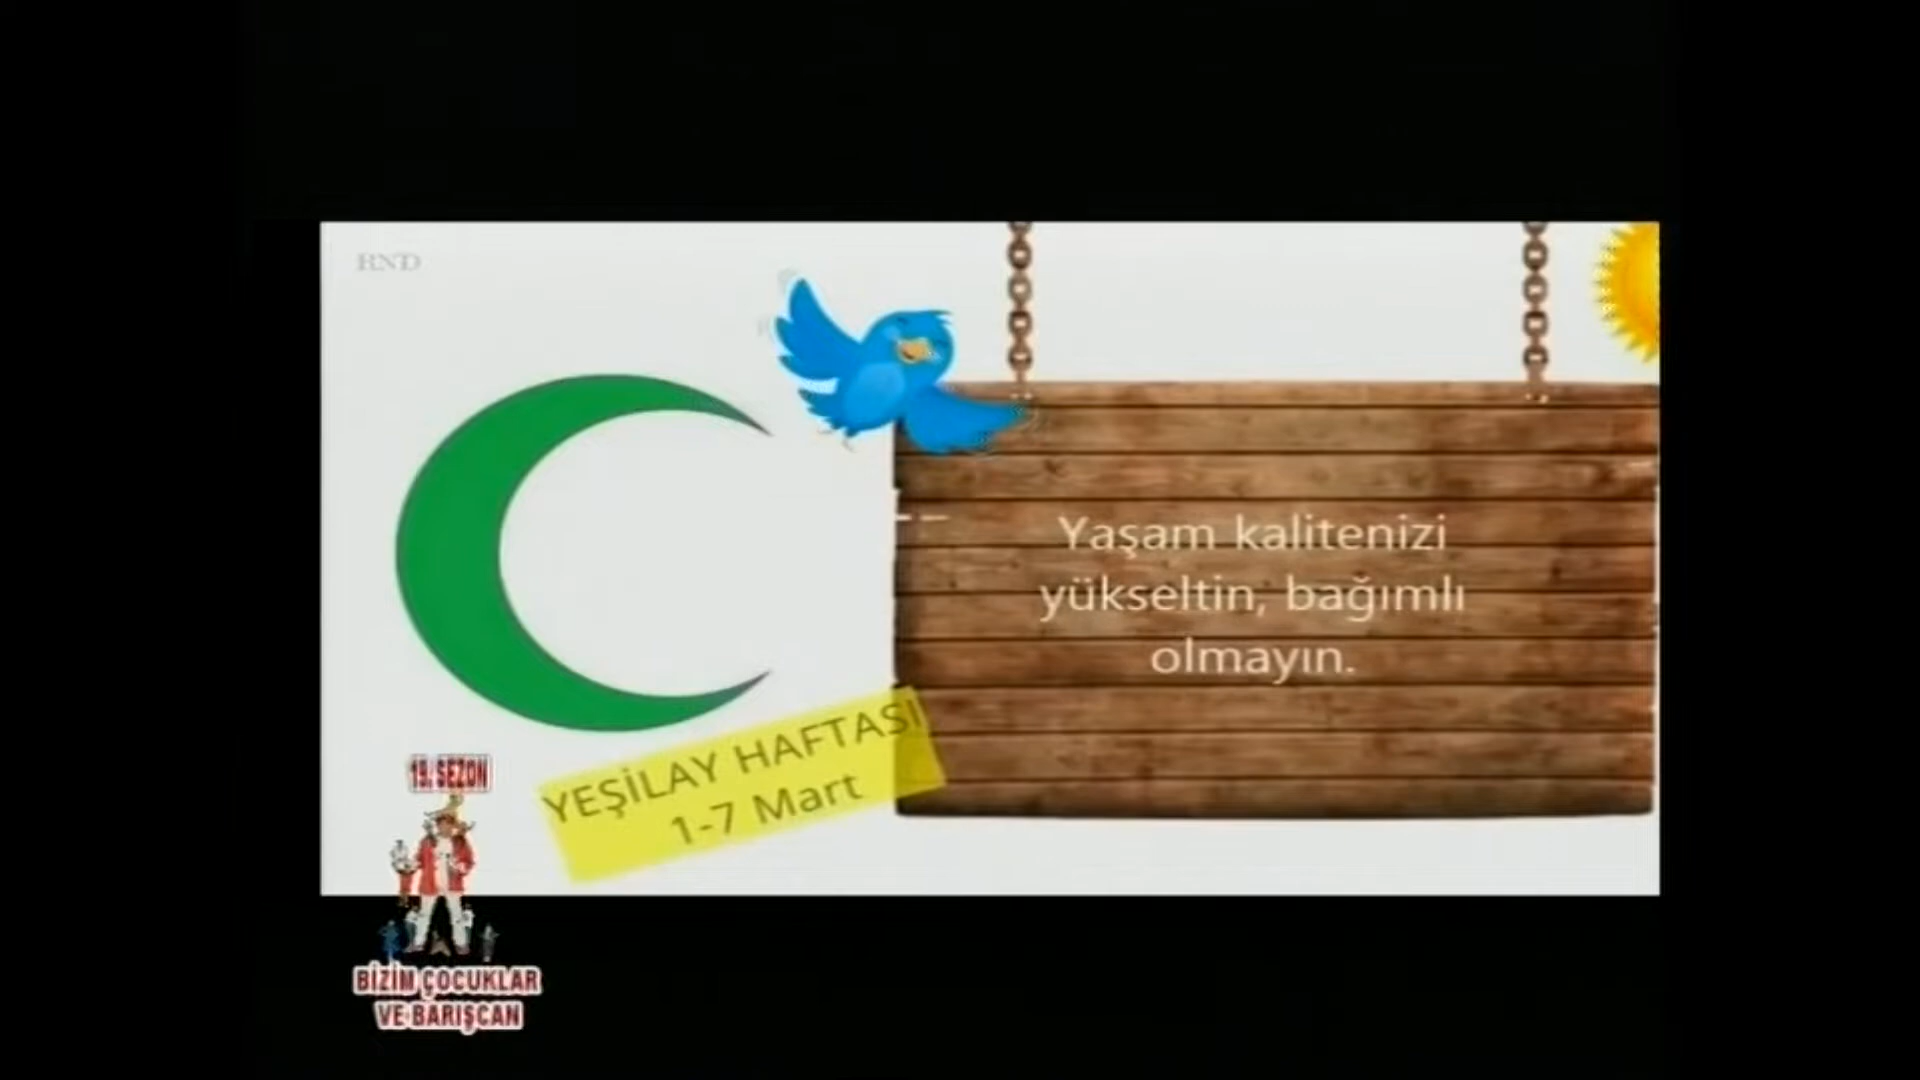 RND
Yaşam kalitenizi
yükseltin, bağımlı
olmayın.
YEŞİLAY HAFTASI
1-7 Mart
19. SEZON
BİZİM ÇOCUKLAR
VE BARIŞCAN